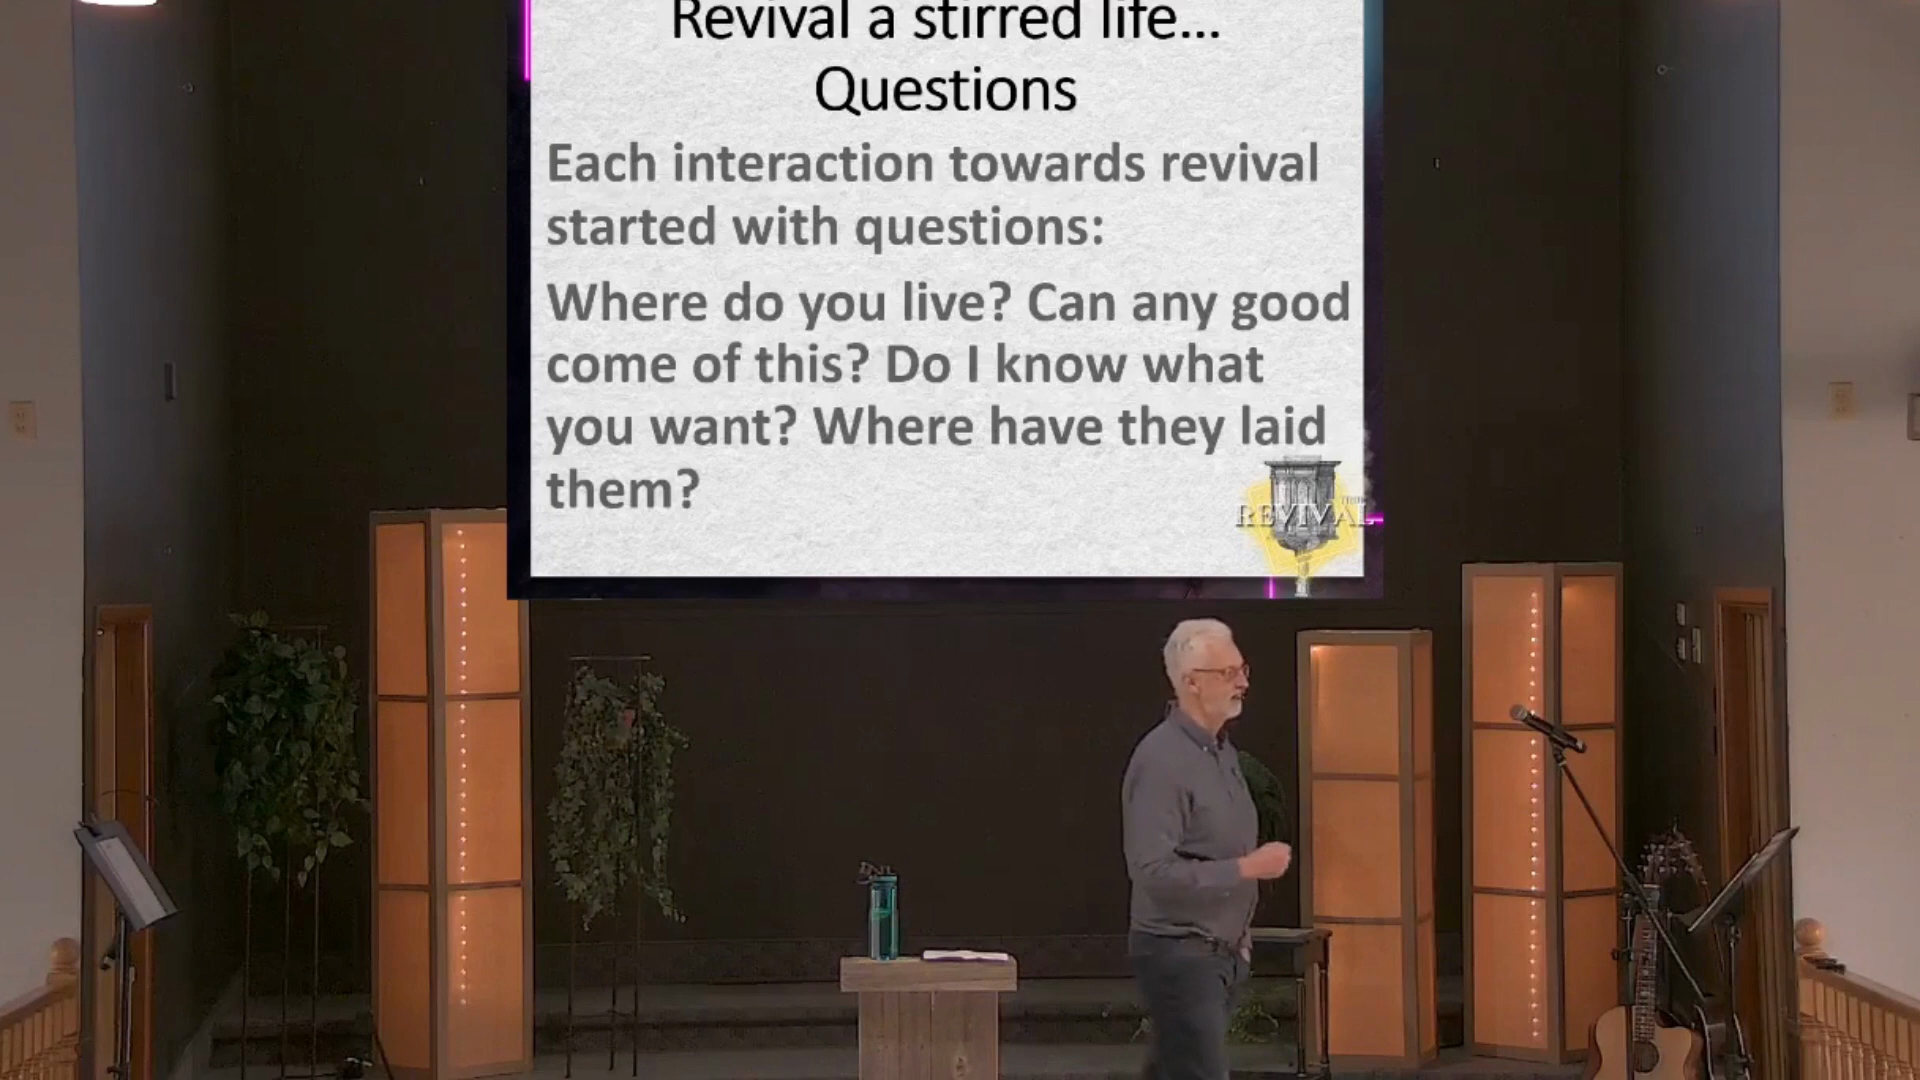 Revival a stirred life...
Questions
Each interaction towards revival
started with questions:
Where do you live? Can any good
come of this? Do I know what
you want? Where have they laid
them?
REVIVAL